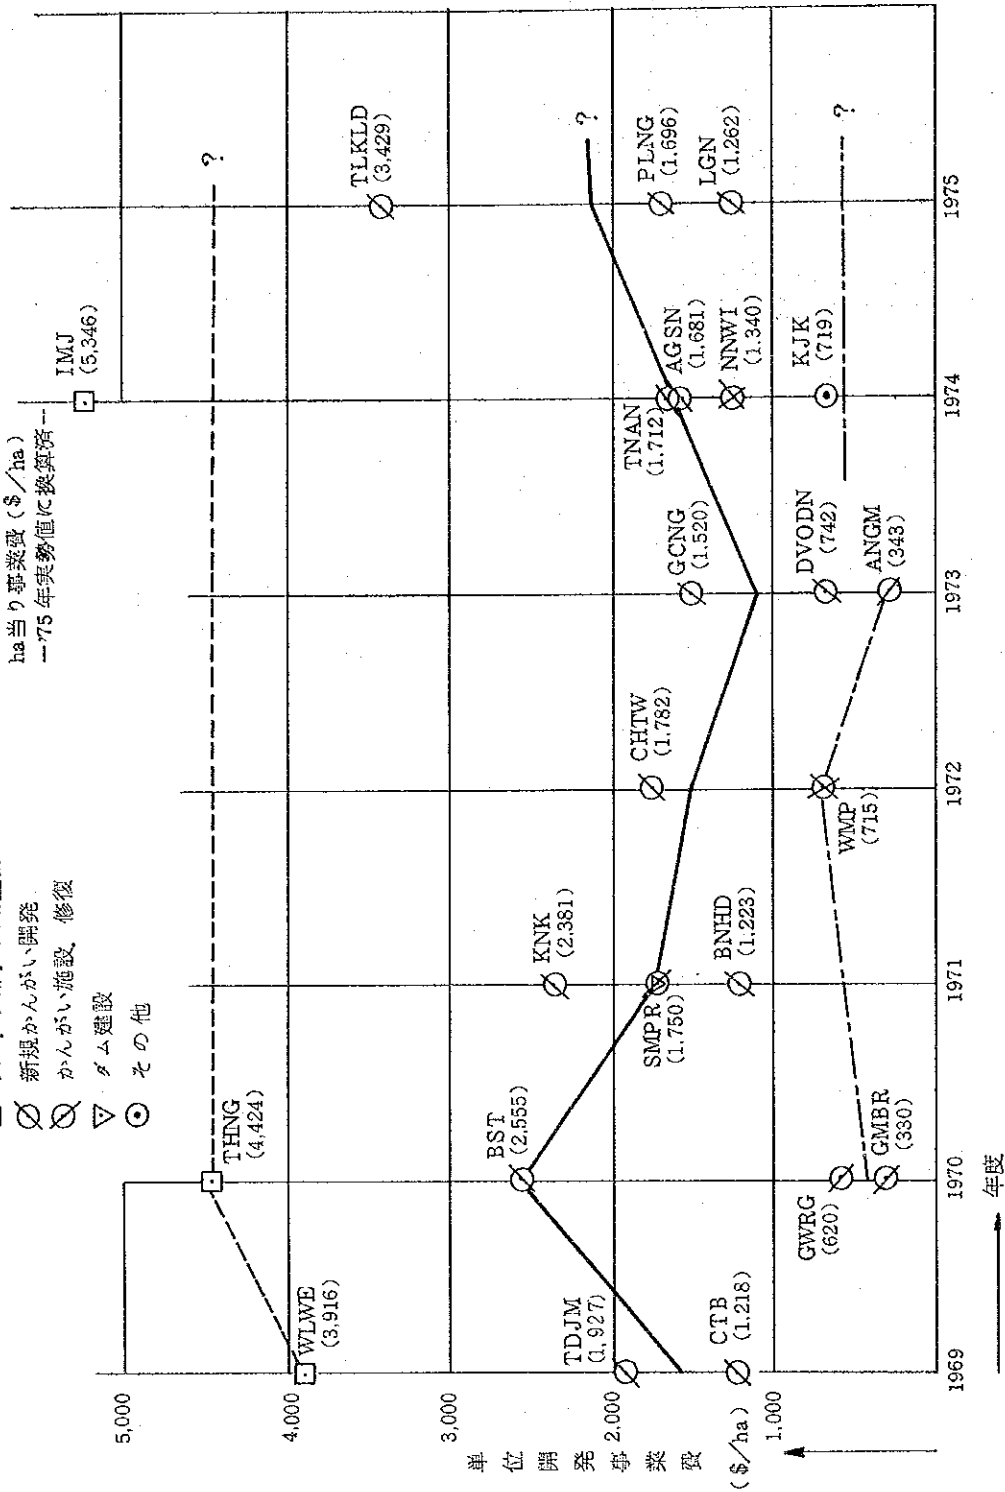 新規かんがい開発
かんがい施設、修復
ダム建設
その他
ha当り事業費 ($/ha)
—'75年実勢値に換算済—
5,000
4,000
3,000
2,000
1,000
単位開発事業費
($/ha)
IMJ
(5,346)
THNG
(4,424)
WLWE
(3,916)
?
TLKLD
(3,429)
BST
(2,555)
KNK
(2,381)
?
TDJM
(1,927)
CHTW
(1,782)
SMPR
(1,750)
TNAN
(1,712)
AGSN
(1,681)
PLNG
(1,696)
GCNG
(1,520)
NNWI
(1,340)
LGN
(1,262)
CTB
(1,218)
BNHD
(1,223)
DVODN
(742)
KJK
(719)
?
WMP
(715)
GWRG
(620)
GMBR
(330)
ANGM
(343)
1969
1970
1971
1972
1973
1974
1975
年度